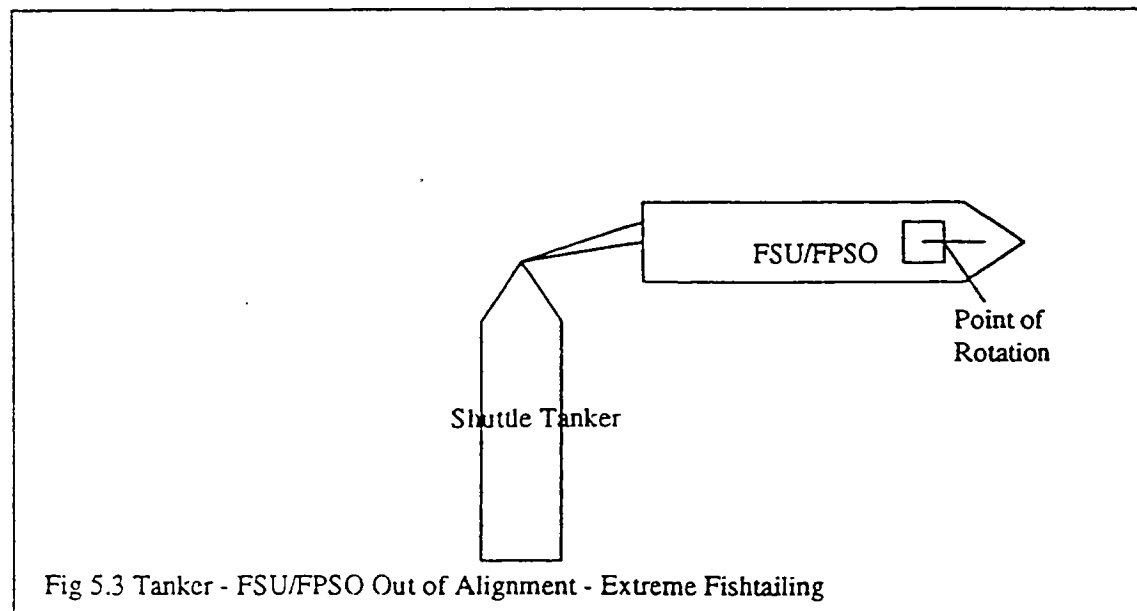 FSU/FPSO
Point of
Rotation
Shuttle Tanker
Fig 5.3 Tanker - FSU/FPSO Out of Alignment - Extreme Fishtailing